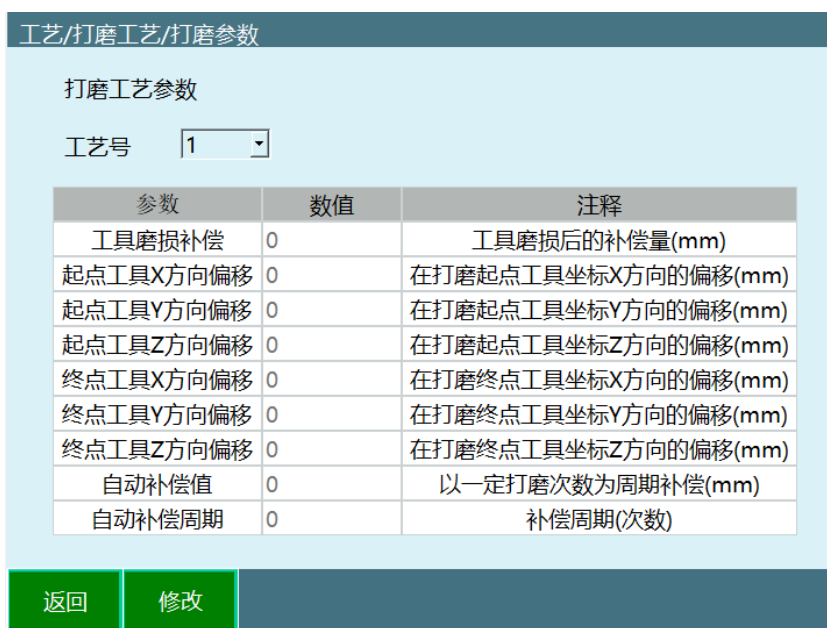 工艺/打磨工艺/打磨参数
打磨工艺参数
工艺号 1
参数 数值 注释
工具磨损补偿 0 工具磨损后的补偿量(mm)
起点工具X方向偏移 0 在打磨起点工具坐标X方向的偏移(mm)
起点工具Y方向偏移 0 在打磨起点工具坐标Y方向的偏移(mm)
起点工具Z方向偏移 0 在打磨起点工具坐标Z方向的偏移(mm)
终点工具X方向偏移 0 在打磨终点工具坐标X方向的偏移(mm)
终点工具Y方向偏移 0 在打磨终点工具坐标Y方向的偏移(mm)
终点工具Z方向偏移 0 在打磨终点工具坐标Z方向的偏移(mm)
自动补偿值 0 以一定打磨次数为周期补偿(mm)
自动补偿周期 0 补偿周期(次数)
返回 修改